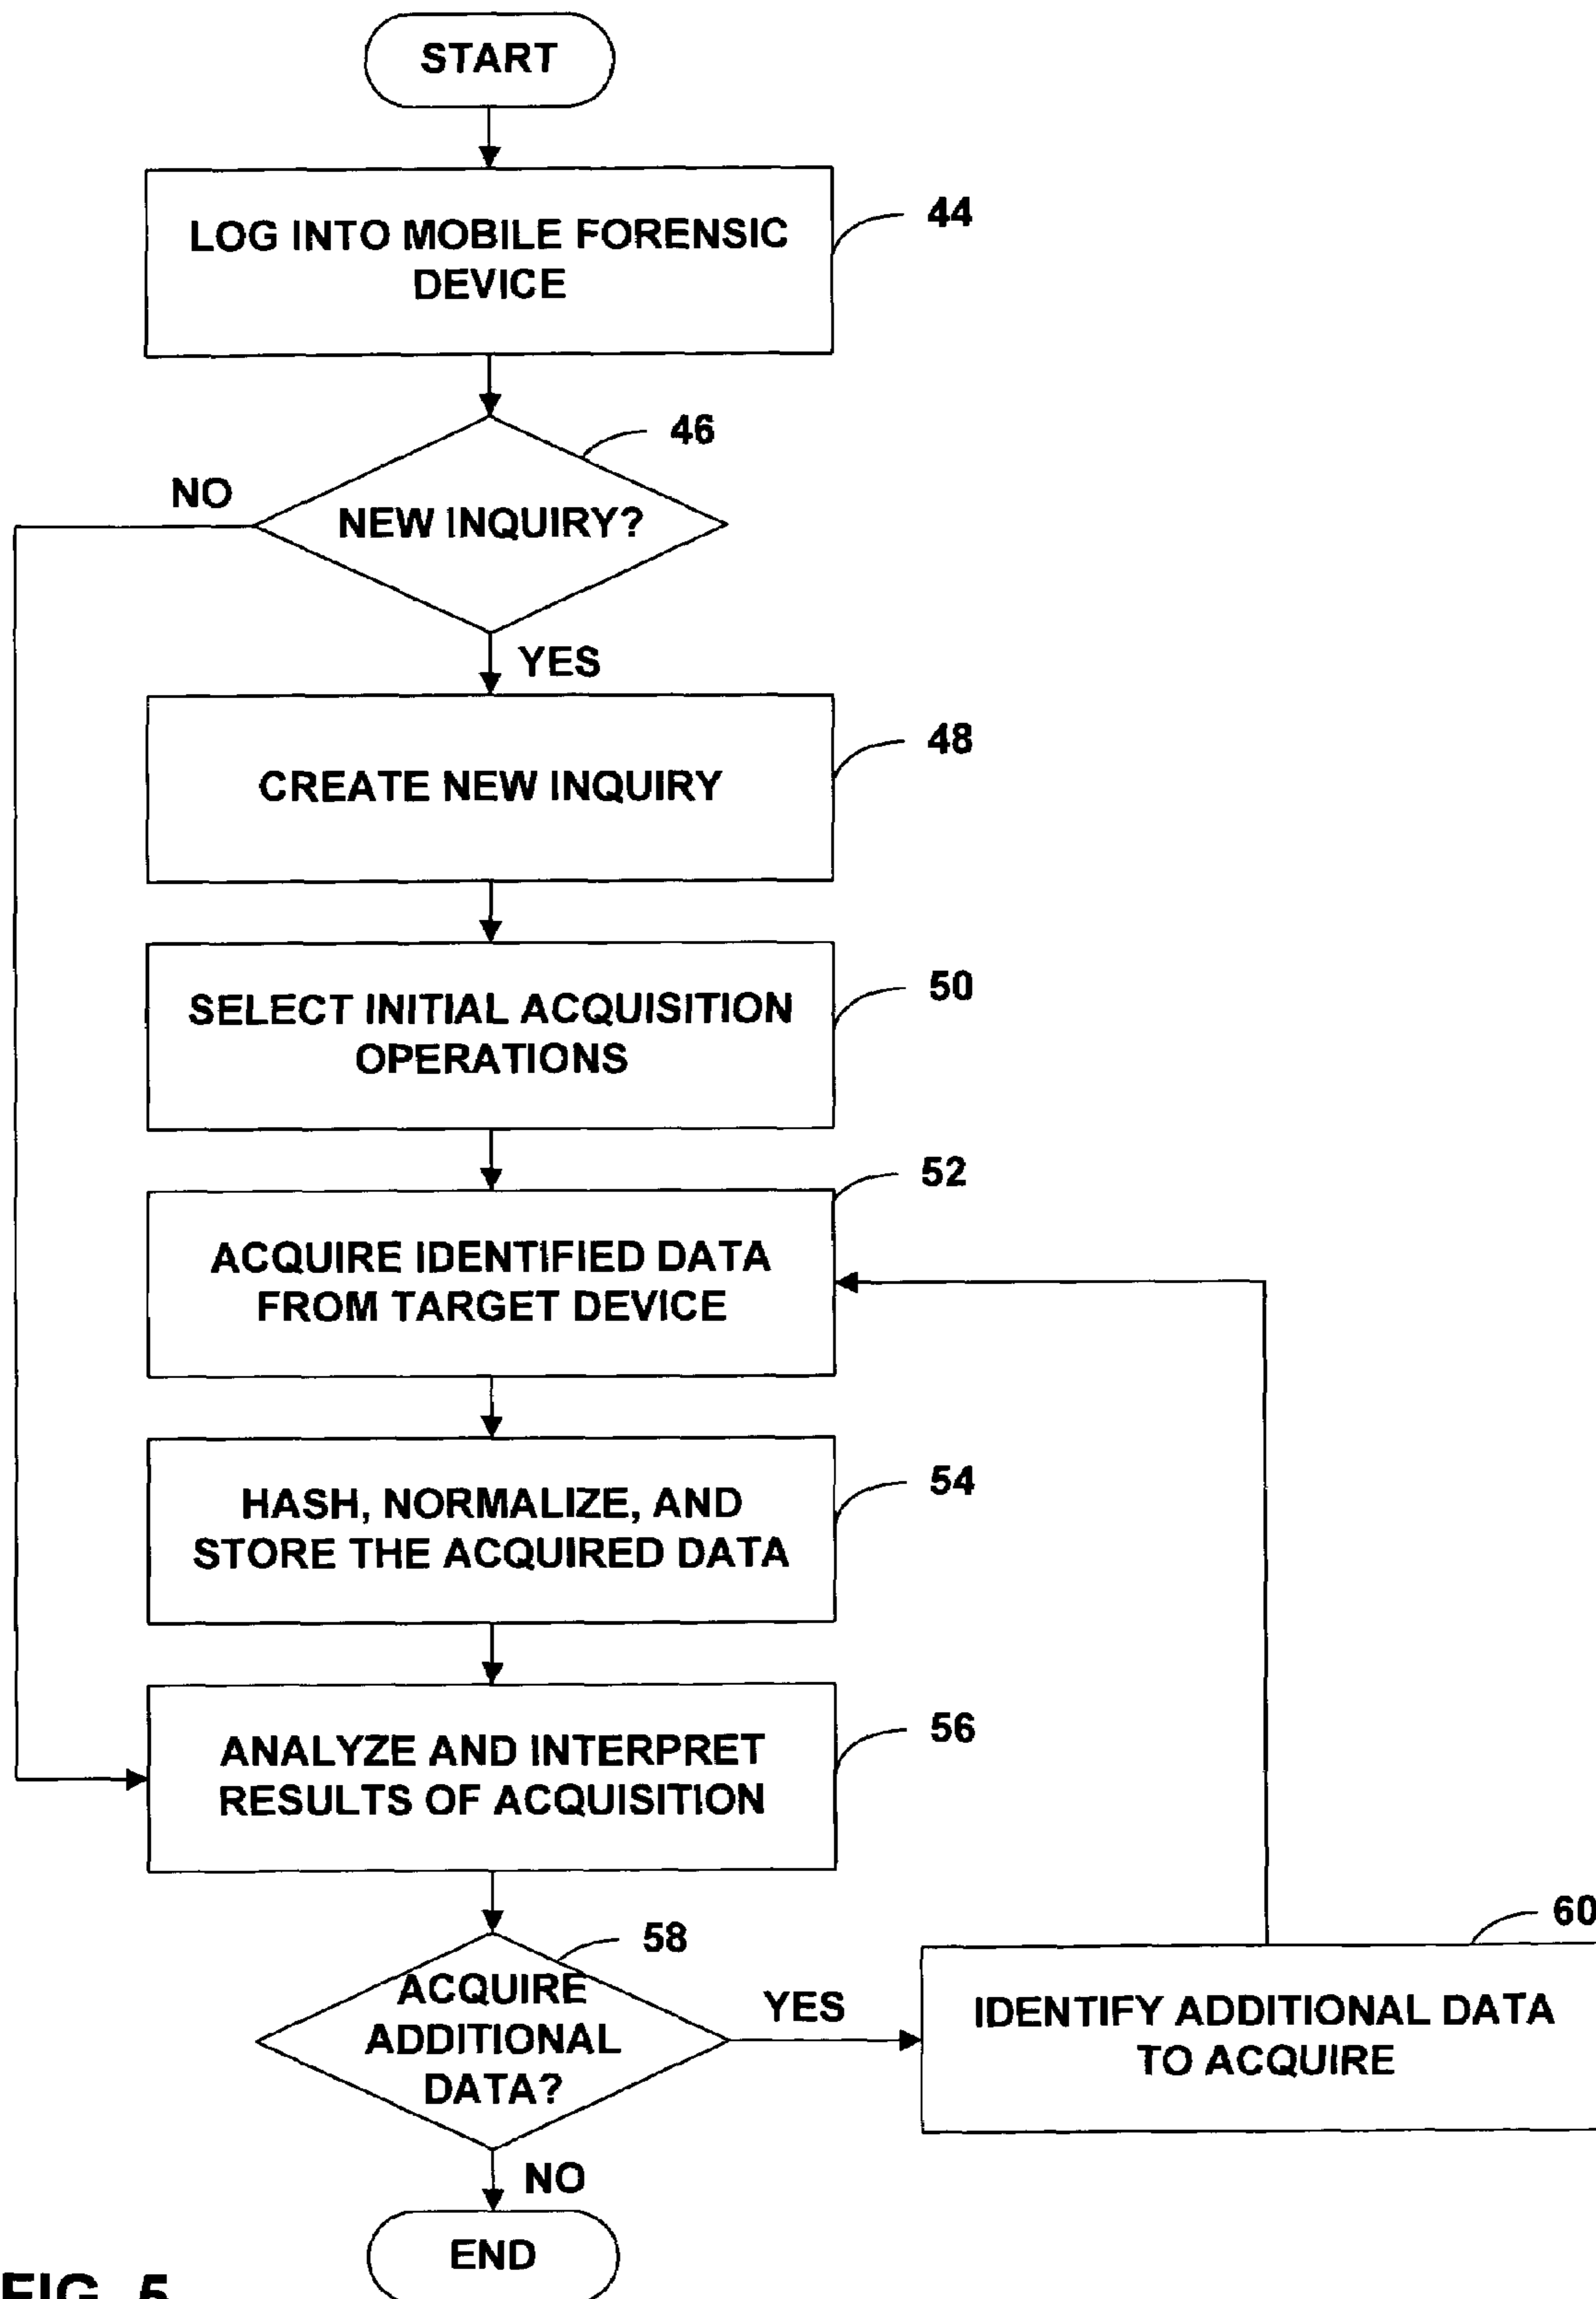 START
LOG INTO MOBILE FORENSIC
DEVICE
44
46
NO
NEW INQUIRY?
YES
48
CREATE NEW INQUIRY
50
SELECT INITIAL ACQUISITION
OPERATIONS
52
ACQUIRE IDENTIFIED DATA
FROM TARGET DEVICE
54
HASH, NORMALIZE, AND
STORE THE ACQUIRED DATA
56
ANALYZE AND INTERPRET
RESULTS OF ACQUISITION
58
ACQUIRE
ADDITIONAL
DATA?
YES
60
IDENTIFY ADDITIONAL DATA
TO ACQUIRE
NO
END
FIG. 5